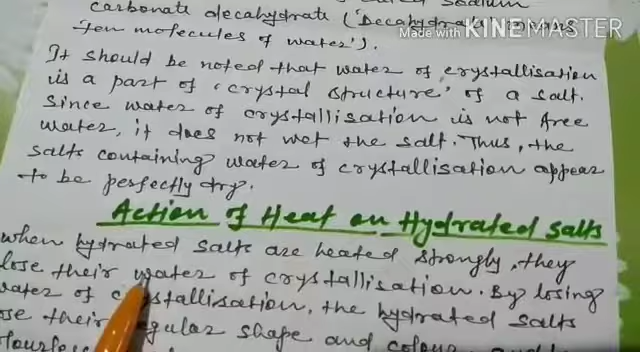 carbonate decahydrate ('Decahydrate' means
Made with KINEMASTER
Ten molecules of water').
It should be noted that water of crystallisation
is a part of 'crystal structure' of a salt.
Since water of crystallisation is not free
water, it does not wet the salt. Thus, the
salts containing water of crystallisation appear
to be perfectly dry.
Action of Heat on Hydrated Salts
When hydrated salts are heated strongly, they
lose their water of crystallisation. By losing
water of crystallisation, the hydrated salts
their regular shape and colour